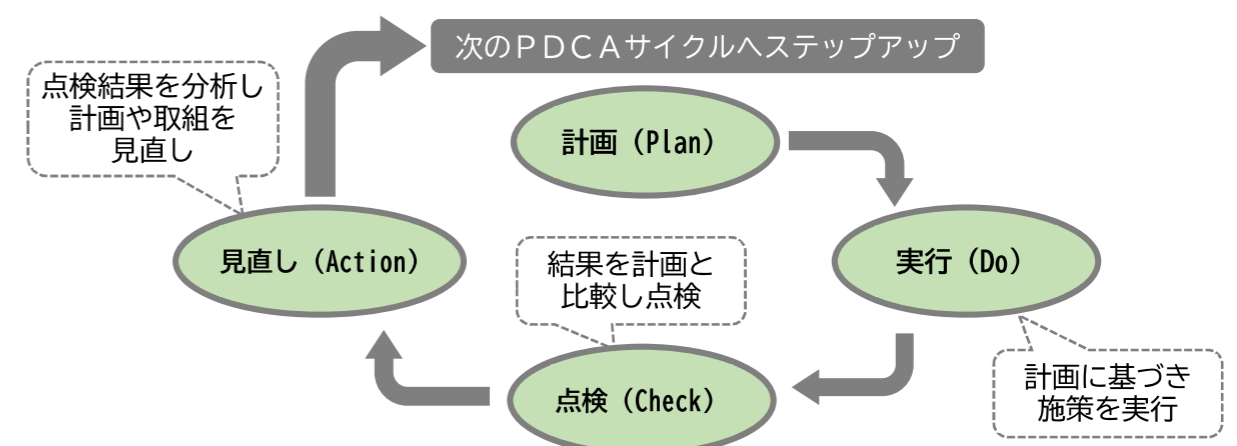 次のＰＤＣＡサイクルへステップアップ
点検結果を分析し
計画や取組を
見直し
計画（Plan）
見直し（Action）
結果を計画と
比較し点検
実行（Do）
点検（Check）
計画に基づき
施策を実行